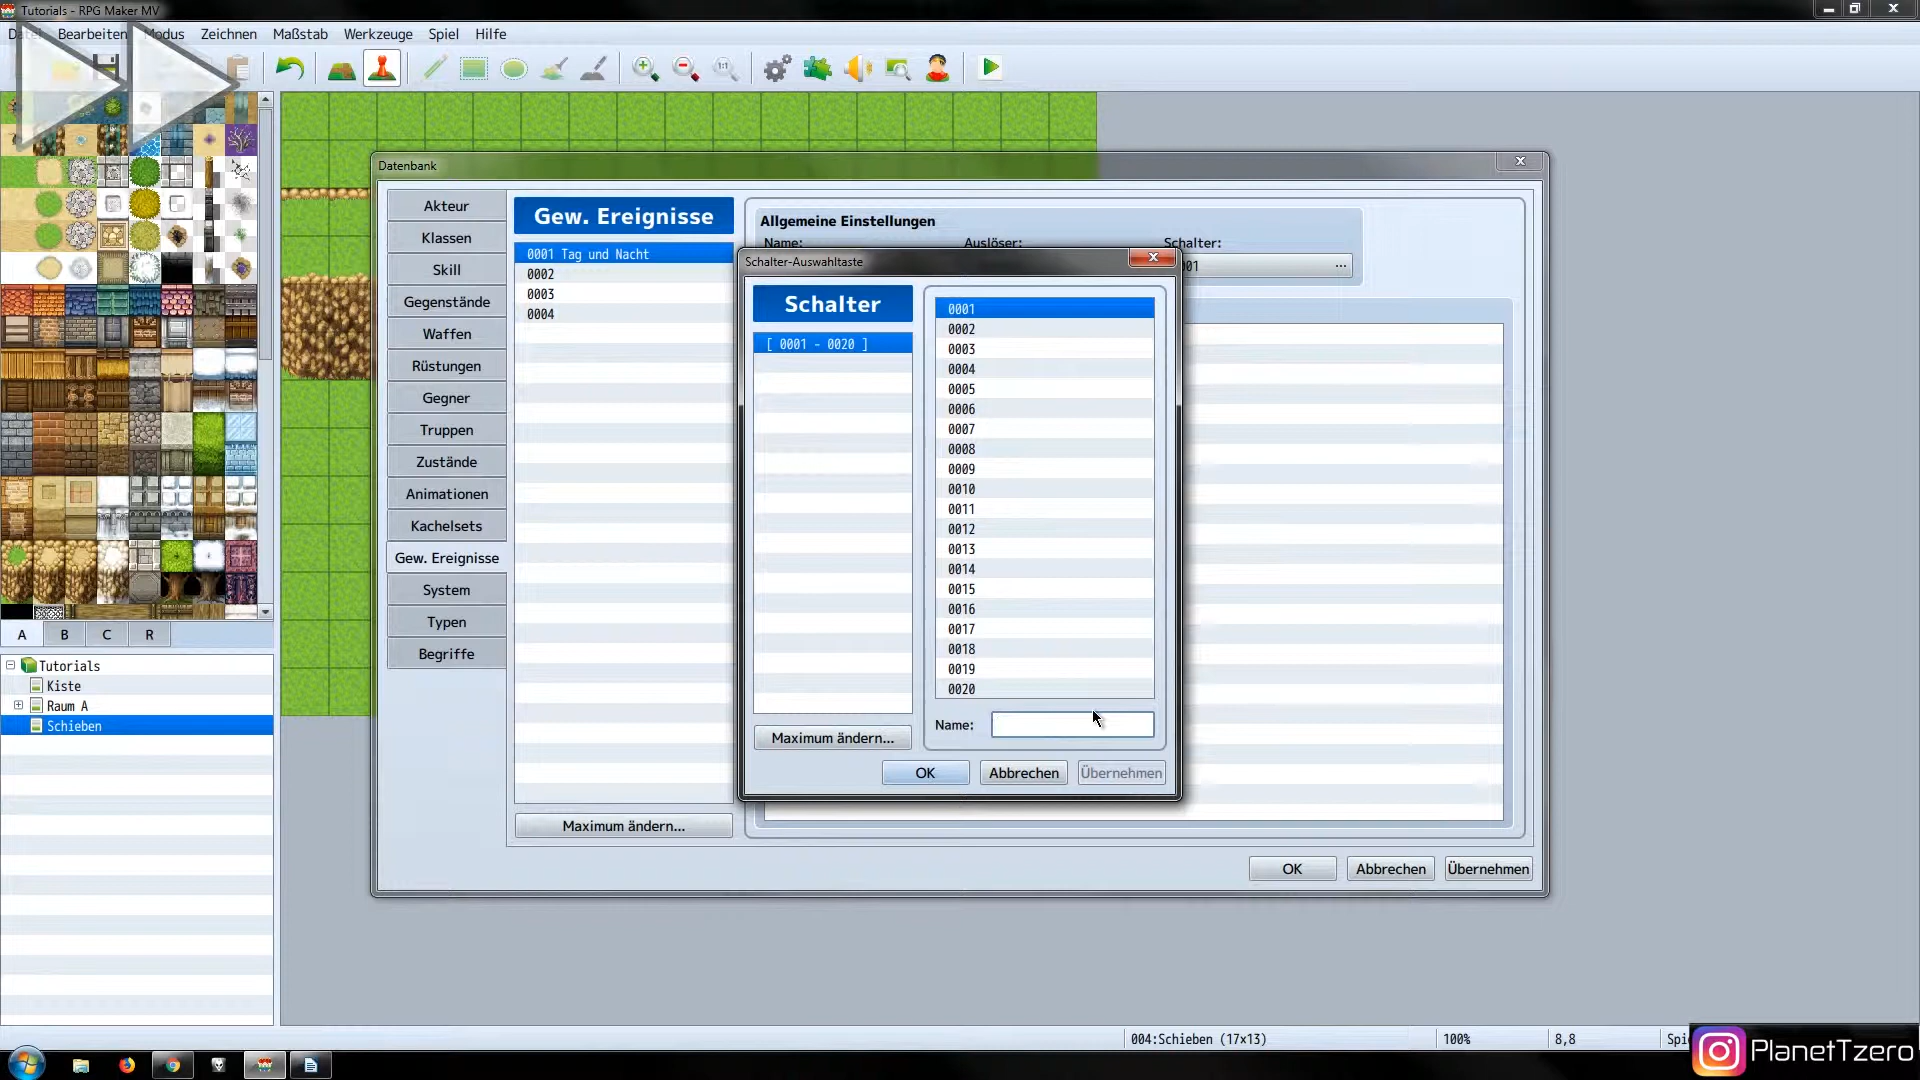 Tutorials - RPG Maker MV
Datei Bearbeiten Modus Zeichnen Maßstab Werkzeuge Spiel Hilfe
1:1
Datenbank
Akteur
Klassen
Skill
Gegenstände
Waffen
Rüstungen
Gegner
Truppen
Zustände
Animationen
Kachelsets
Gew. Ereignisse
System
Typen
Begriffe
Gew. Ereignisse
0001 Tag und Nacht
0002
0003
0004
Maximum ändern...
Allgemeine Einstellungen
Name: Auslöser: Schalter:
...
Schalter-Auswahltaste
Schalter
[ 0001 - 0020 ]
Maximum ändern...
0001
0002
0003
0004
0005
0006
0007
0008
0009
0010
0011
0012
0013
0014
0015
0016
0017
0018
0019
0020
Name:
OK Abbrechen Übernehmen
OK Abbrechen Übernehmen
A B C R
Tutorials
Kiste
Raum A
Schieben
004:Schieben (17x13) 100% 8,8
PlanetTzero